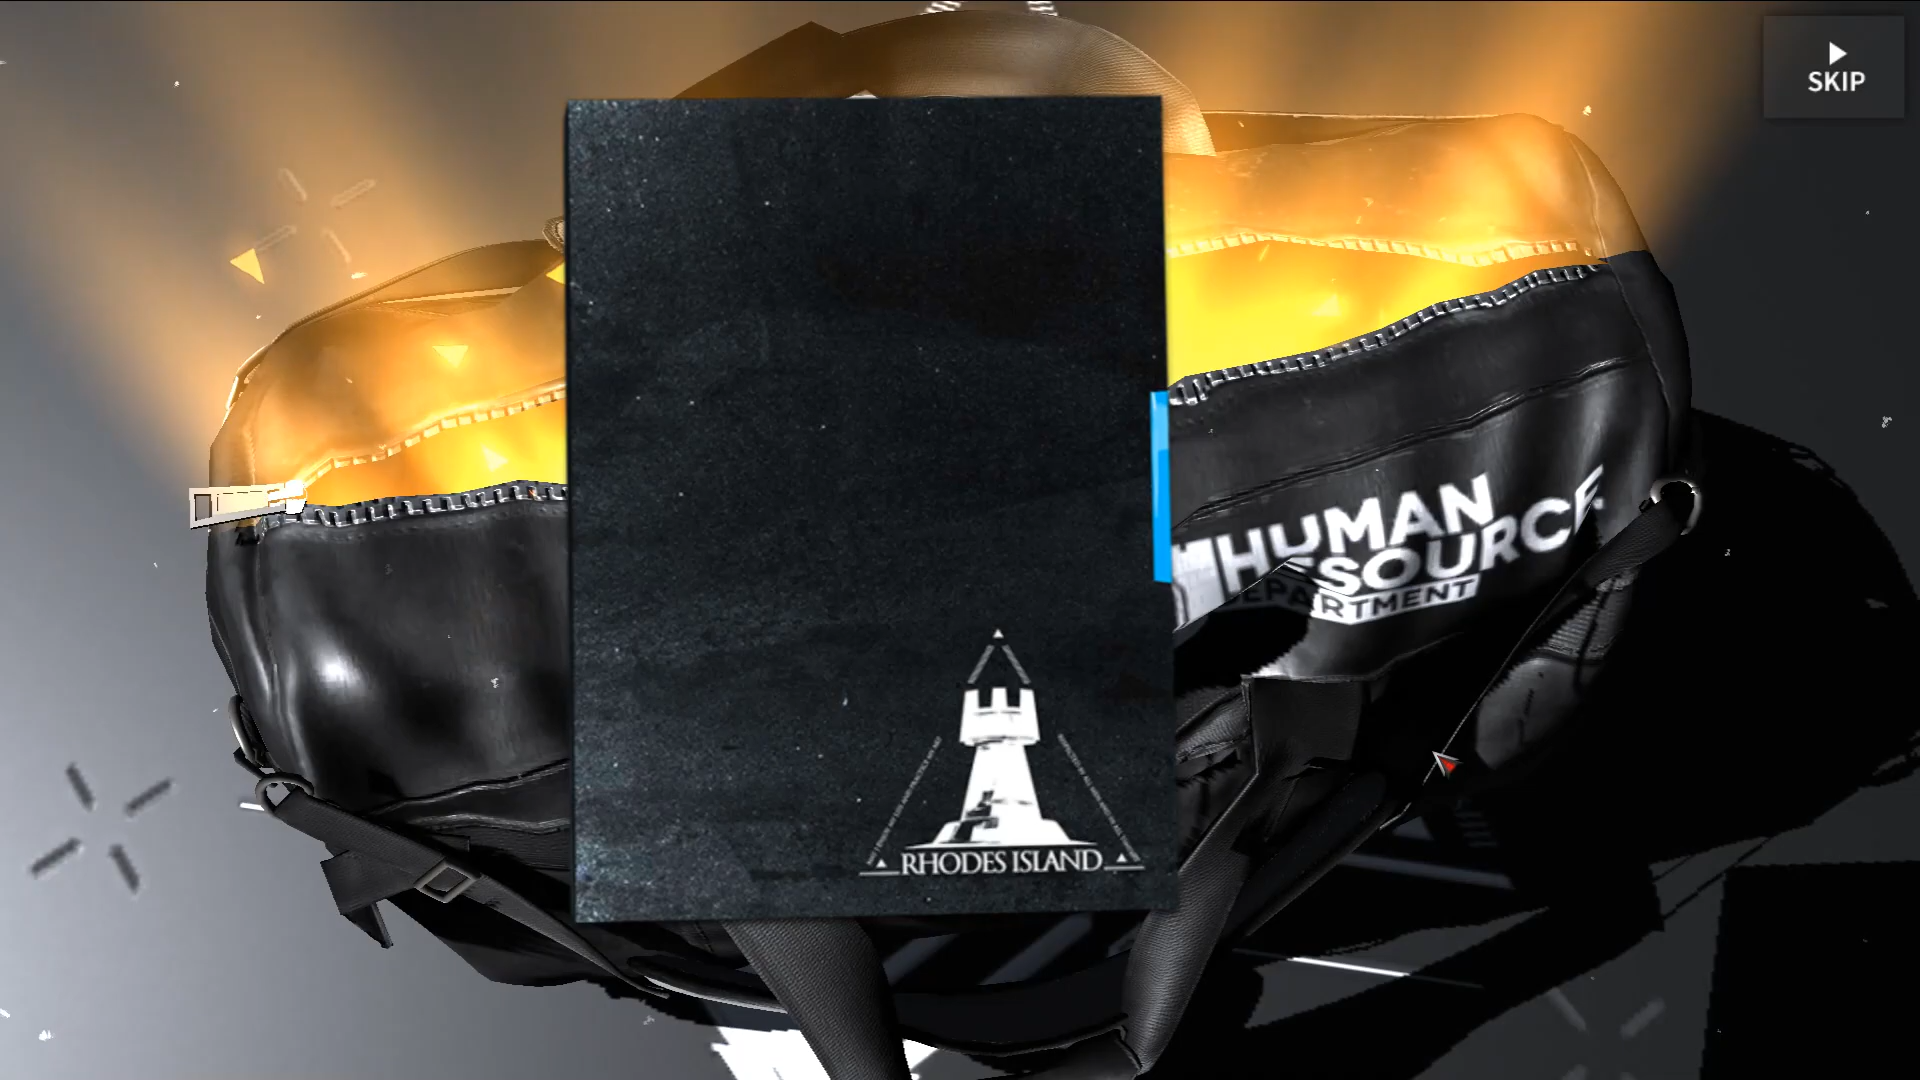 SKIP
HUMAN
RESOURCE
DEPARTMENT
RHODES ISLAND